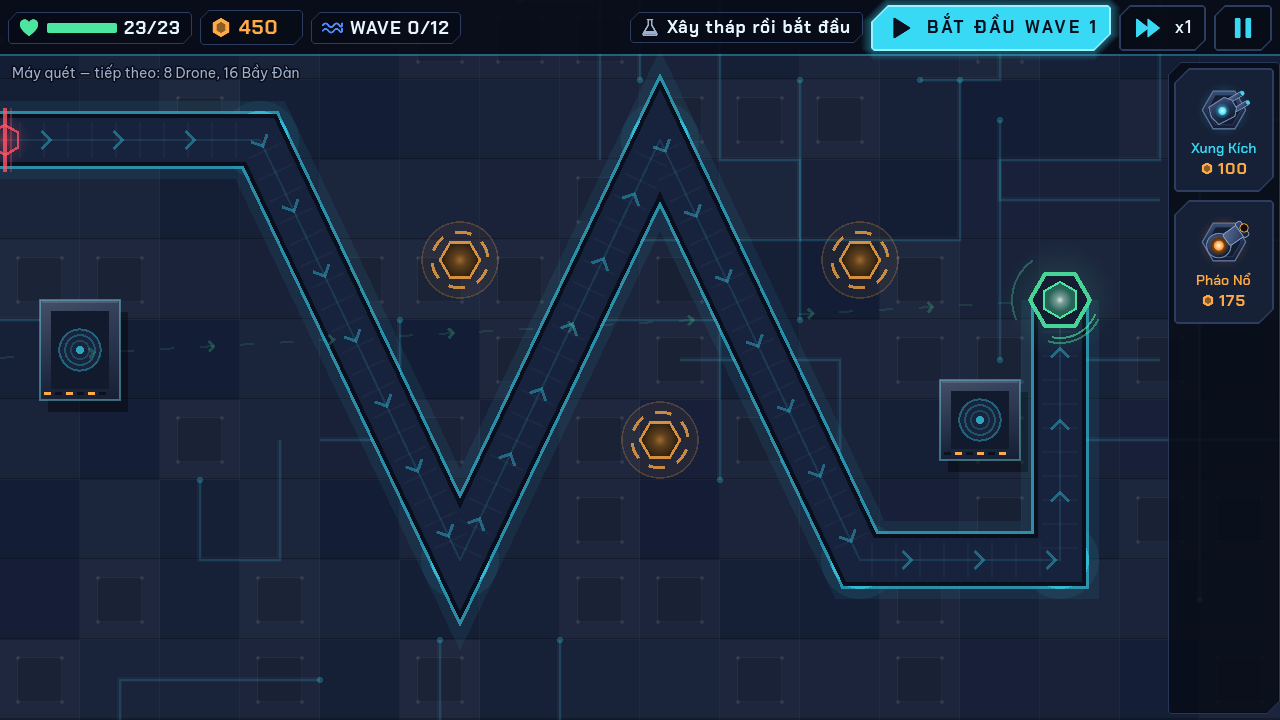 23/23
450
WAVE 0/12
Xây tháp rồi bắt đầu
BẮT ĐẦU WAVE 1
x1
Máy quét — tiếp theo: 8 Drone, 16 Bầy Đàn
Xung Kích
100
Pháo Nổ
175